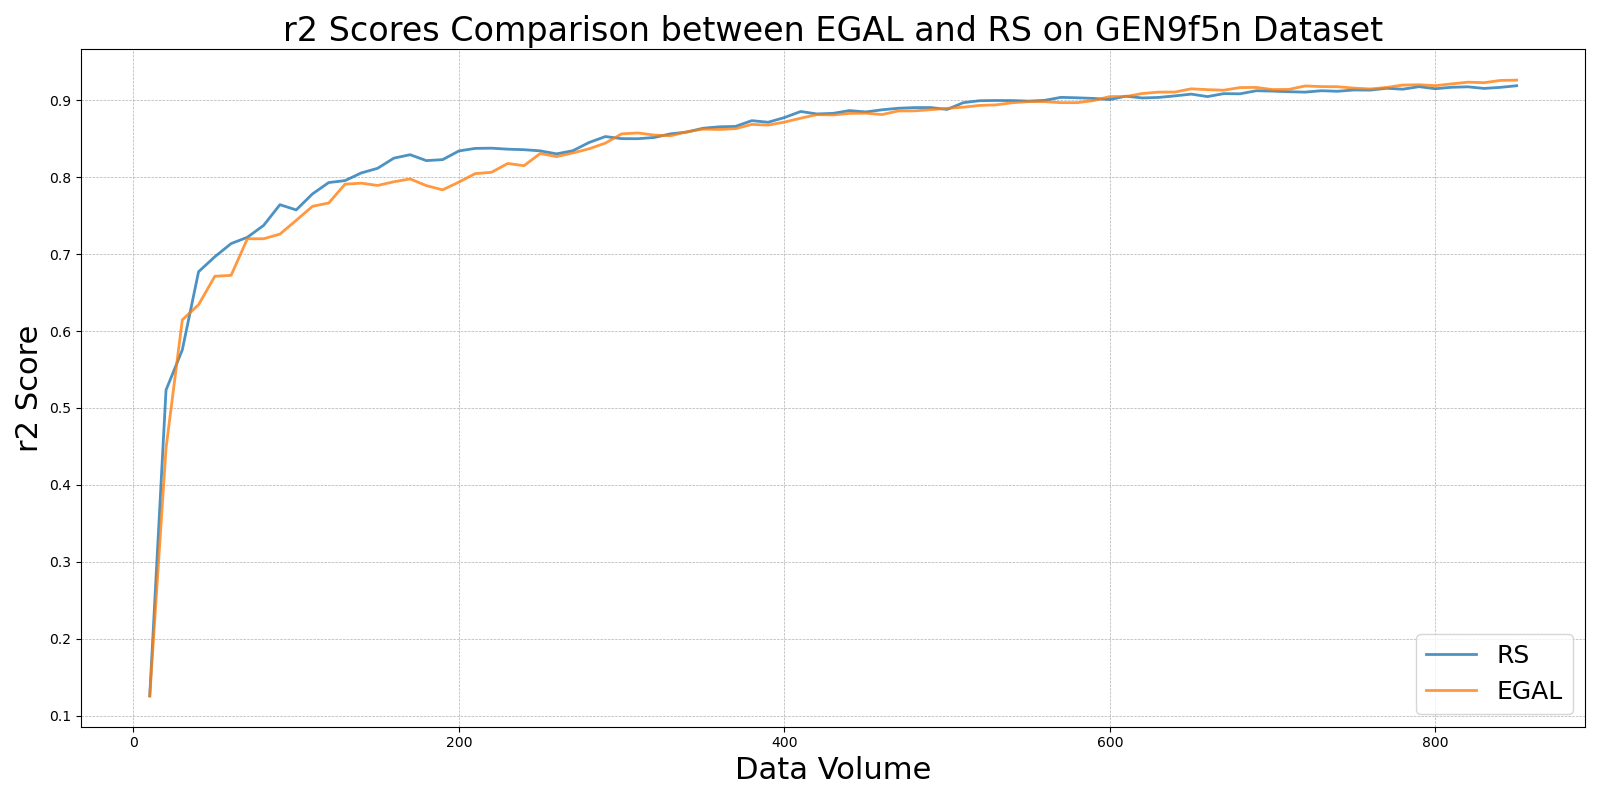 r2 Scores Comparison between EGAL and RS on GEN9f5n Dataset
r2 Score
0.9
0.8
0.7
0.6
0.5
0.4
0.3
0.2
0.1
0 200 400 600 800
Data Volume
RS
EGAL